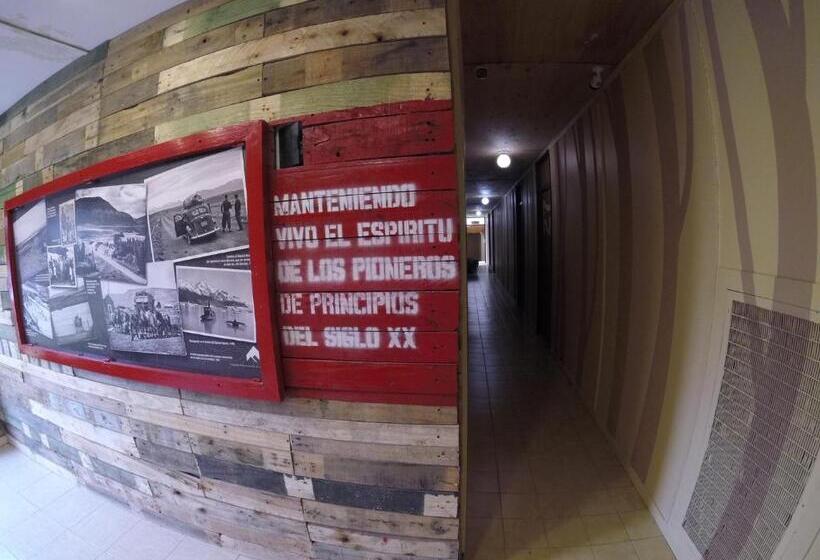 MANTENIENDO
VIVO EL ESPIRITU
DE LOS PIONEROS
DE PRINCIPIOS
DEL SIGLO XX